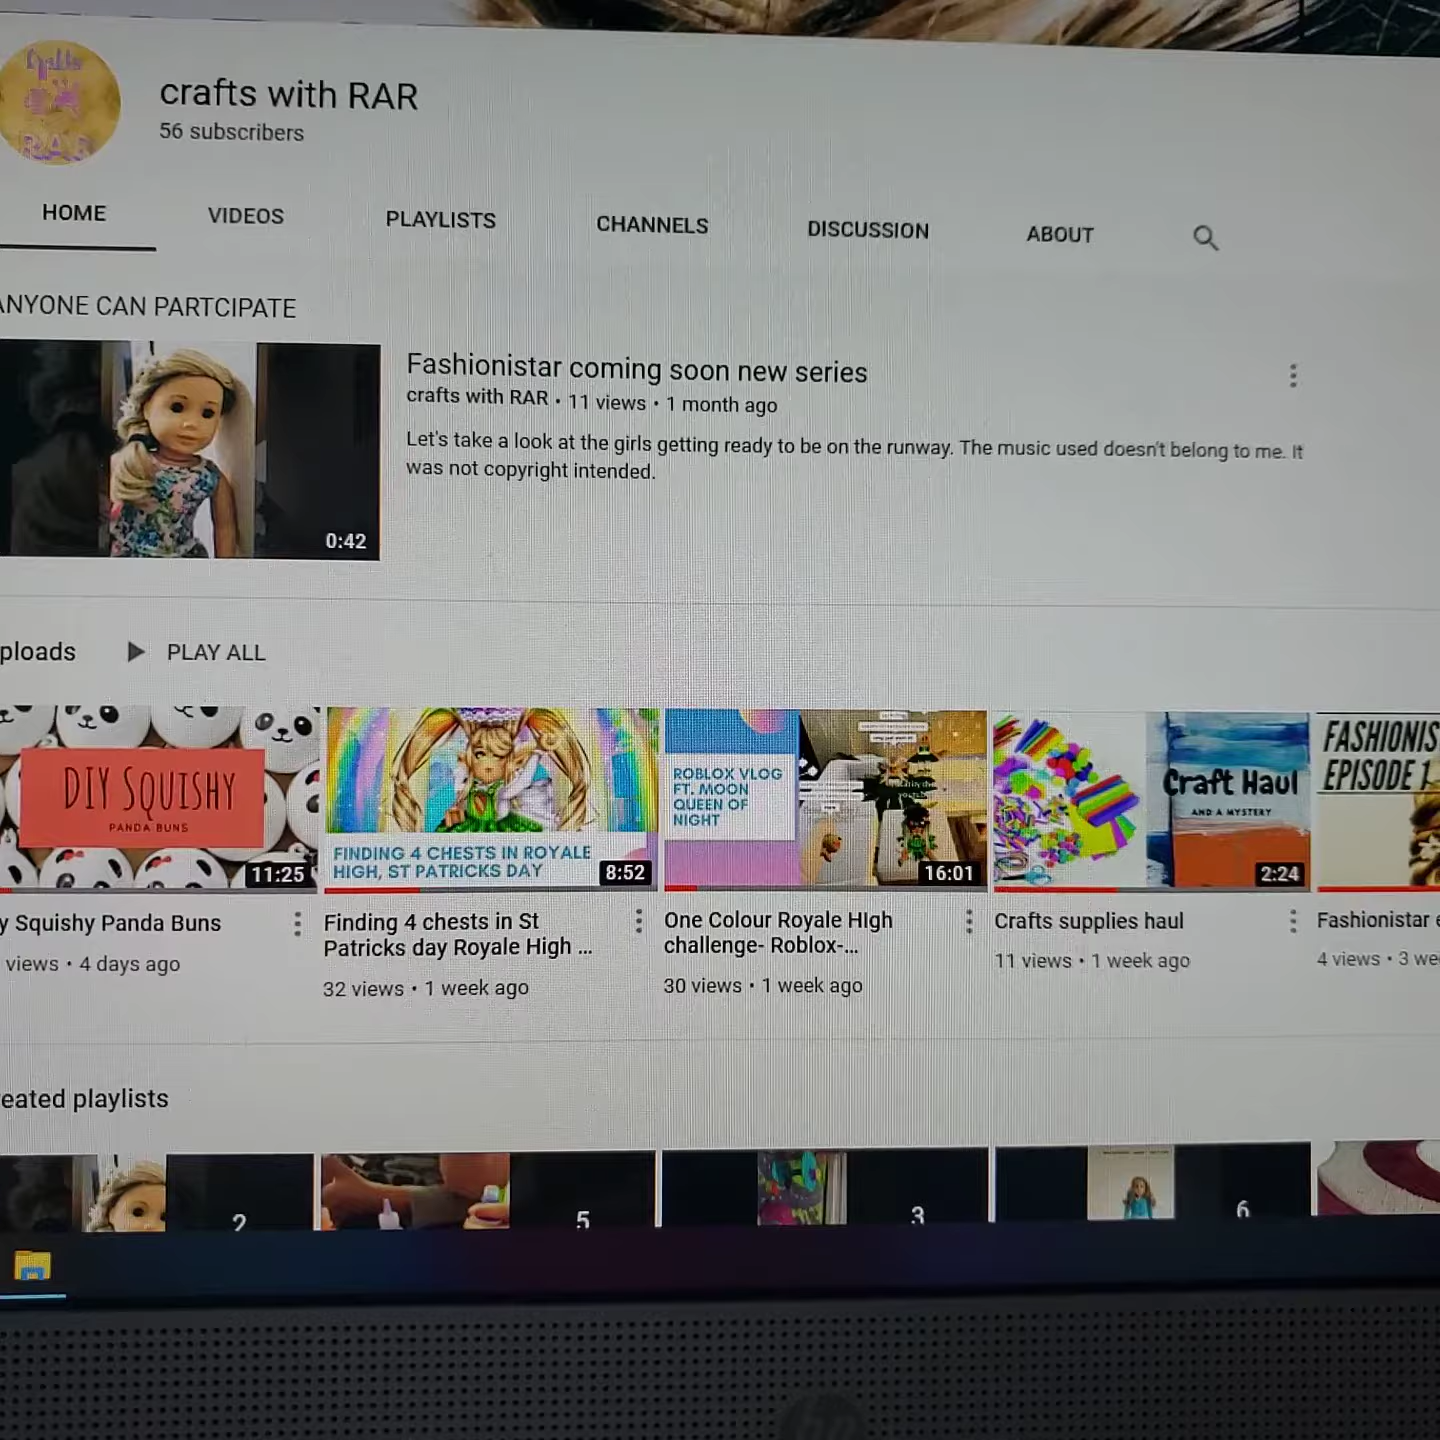 Crafts
RAR
crafts with RAR
56 subscribers
HOME VIDEOS PLAYLISTS CHANNELS DISCUSSION ABOUT
ANYONE CAN PARTCIPATE
0:42
Fashionistar coming soon new series
crafts with RAR • 11 views • 1 month ago
Let's take a look at the girls getting ready to be on the runway. The music used doesn't belong to me. It
was not copyright intended.
ploads PLAY ALL
DIY SQUISHY
PANDA BUNS
11:25
y Squishy Panda Buns
views • 4 days ago
FINDING 4 CHESTS IN ROYALE
HIGH, ST PATRICKS DAY
8:52
Finding 4 chests in St
Patricks day Royale High ...
32 views • 1 week ago
ROBLOX VLOG
FT. MOON
QUEEN OF
NIGHT
16:01
One Colour Royale HIgh
challenge- Roblox-...
30 views • 1 week ago
Craft Haul
AND A MYSTERY
2:24
Crafts supplies haul
11 views • 1 week ago
FASHIONIS
EPISODE 1
Fashionistar e
4 views • 3 we
eated playlists
2
5
3
6
hp